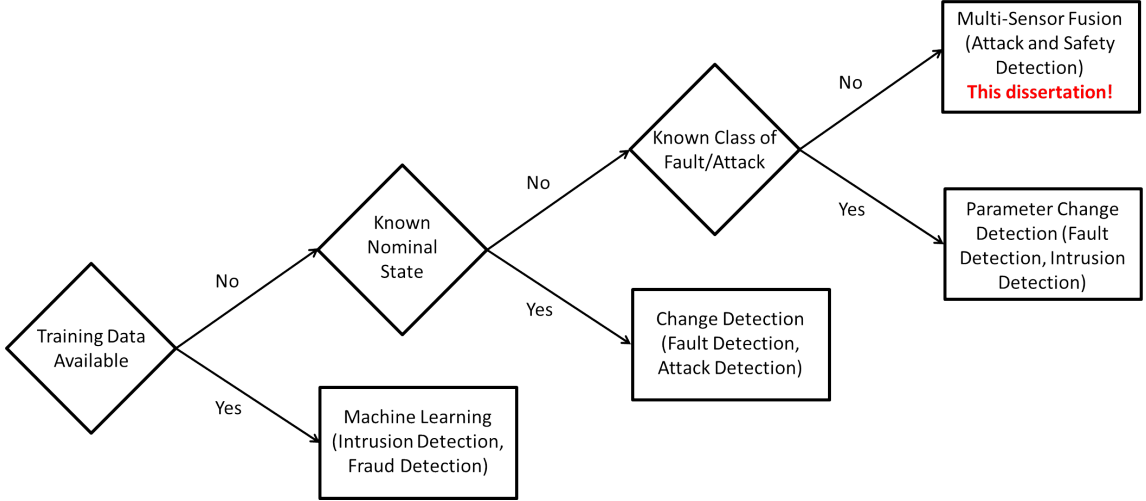 Training Data
Available
No
Yes
Machine Learning
(Intrusion Detection,
Fraud Detection)
Known
Nominal
State
No
Yes
Change Detection
(Fault Detection,
Attack Detection)
Known Class of
Fault/Attack
No
Yes
Multi-Sensor Fusion
(Attack and Safety
Detection)
This dissertation!
Parameter Change
Detection (Fault
Detection, Intrusion
Detection)